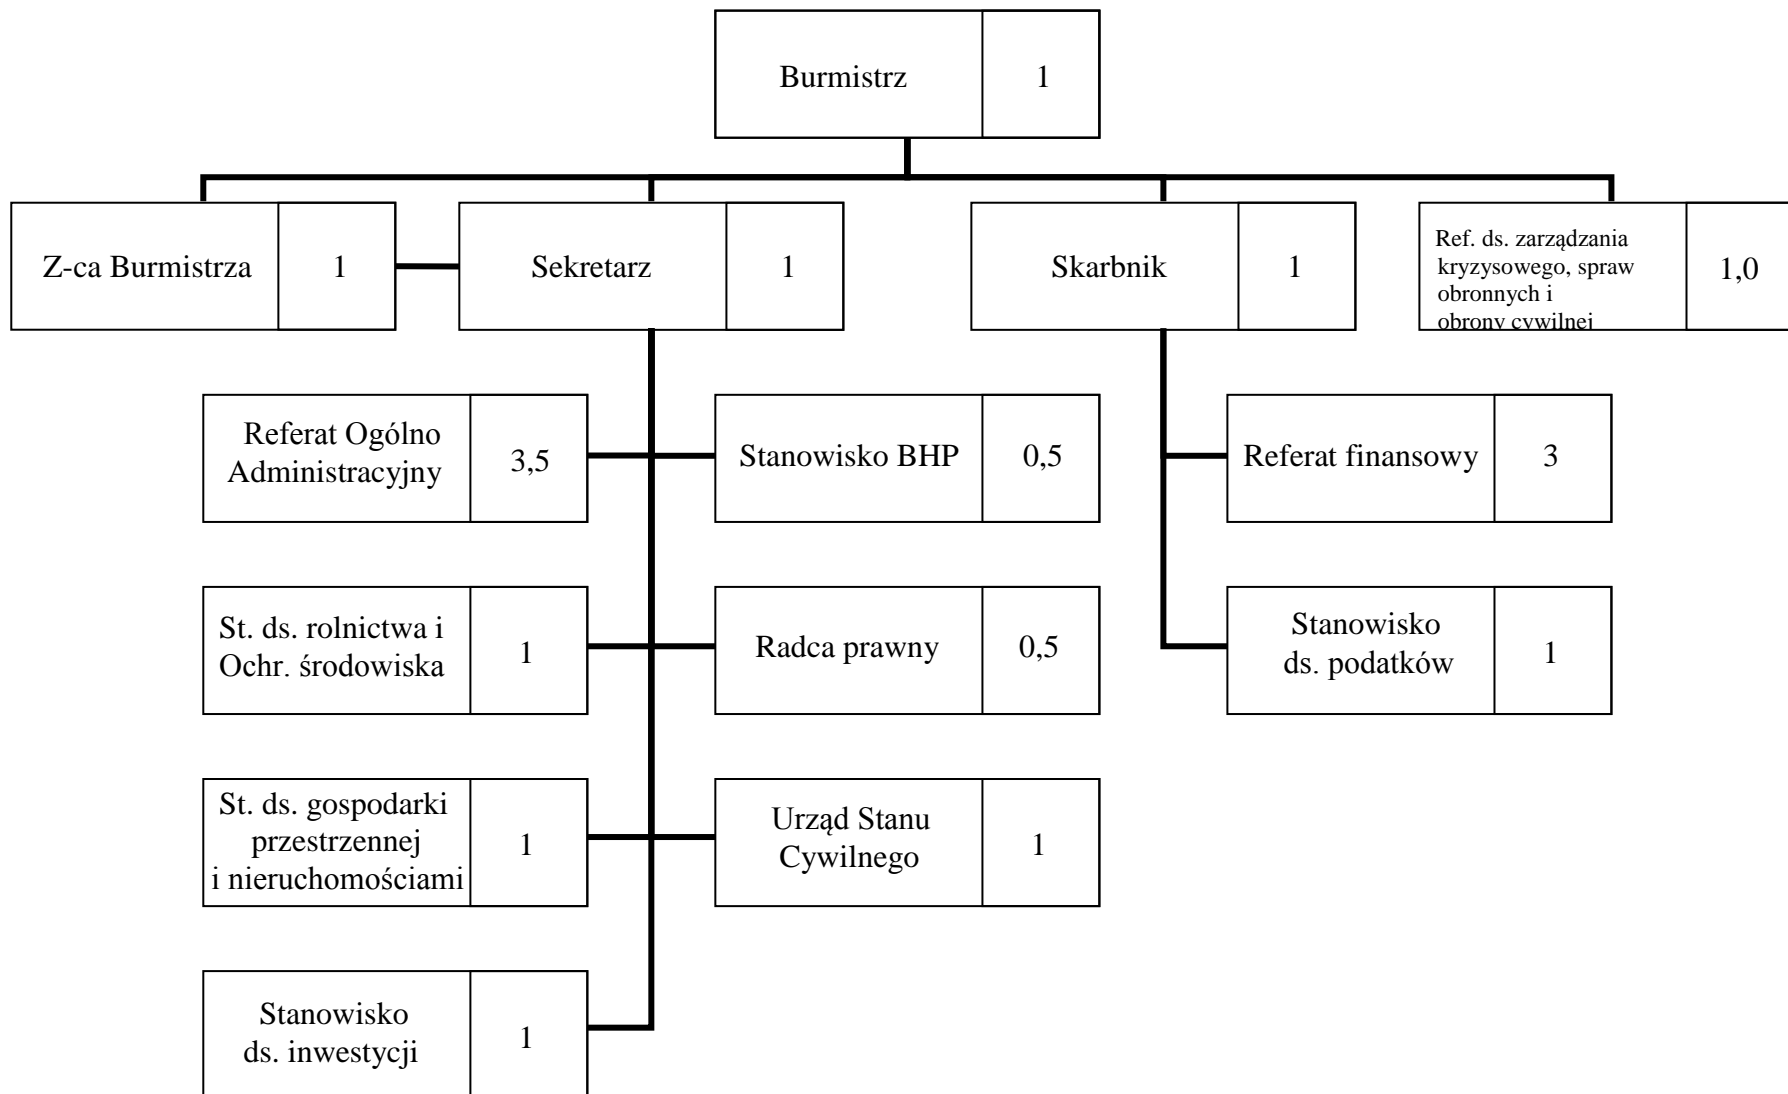 Burmistrz
1
Z-ca Burmistrza
1
Sekretarz
1
Skarbnik
1
Ref. ds. zarządzania
kryzysowego, spraw
obronnych i
obrony cywilnej
1,0
Referat Ogólno
Administracyjny
3,5
Stanowisko BHP
0,5
Referat finansowy
3
St. ds. rolnictwa i
Ochr. środowiska
1
Radca prawny
0,5
Stanowisko
ds. podatków
1
St. ds. gospodarki
przestrzennej
i nieruchomościami
1
Urząd Stanu
Cywilnego
1
Stanowisko
ds. inwestycji
1